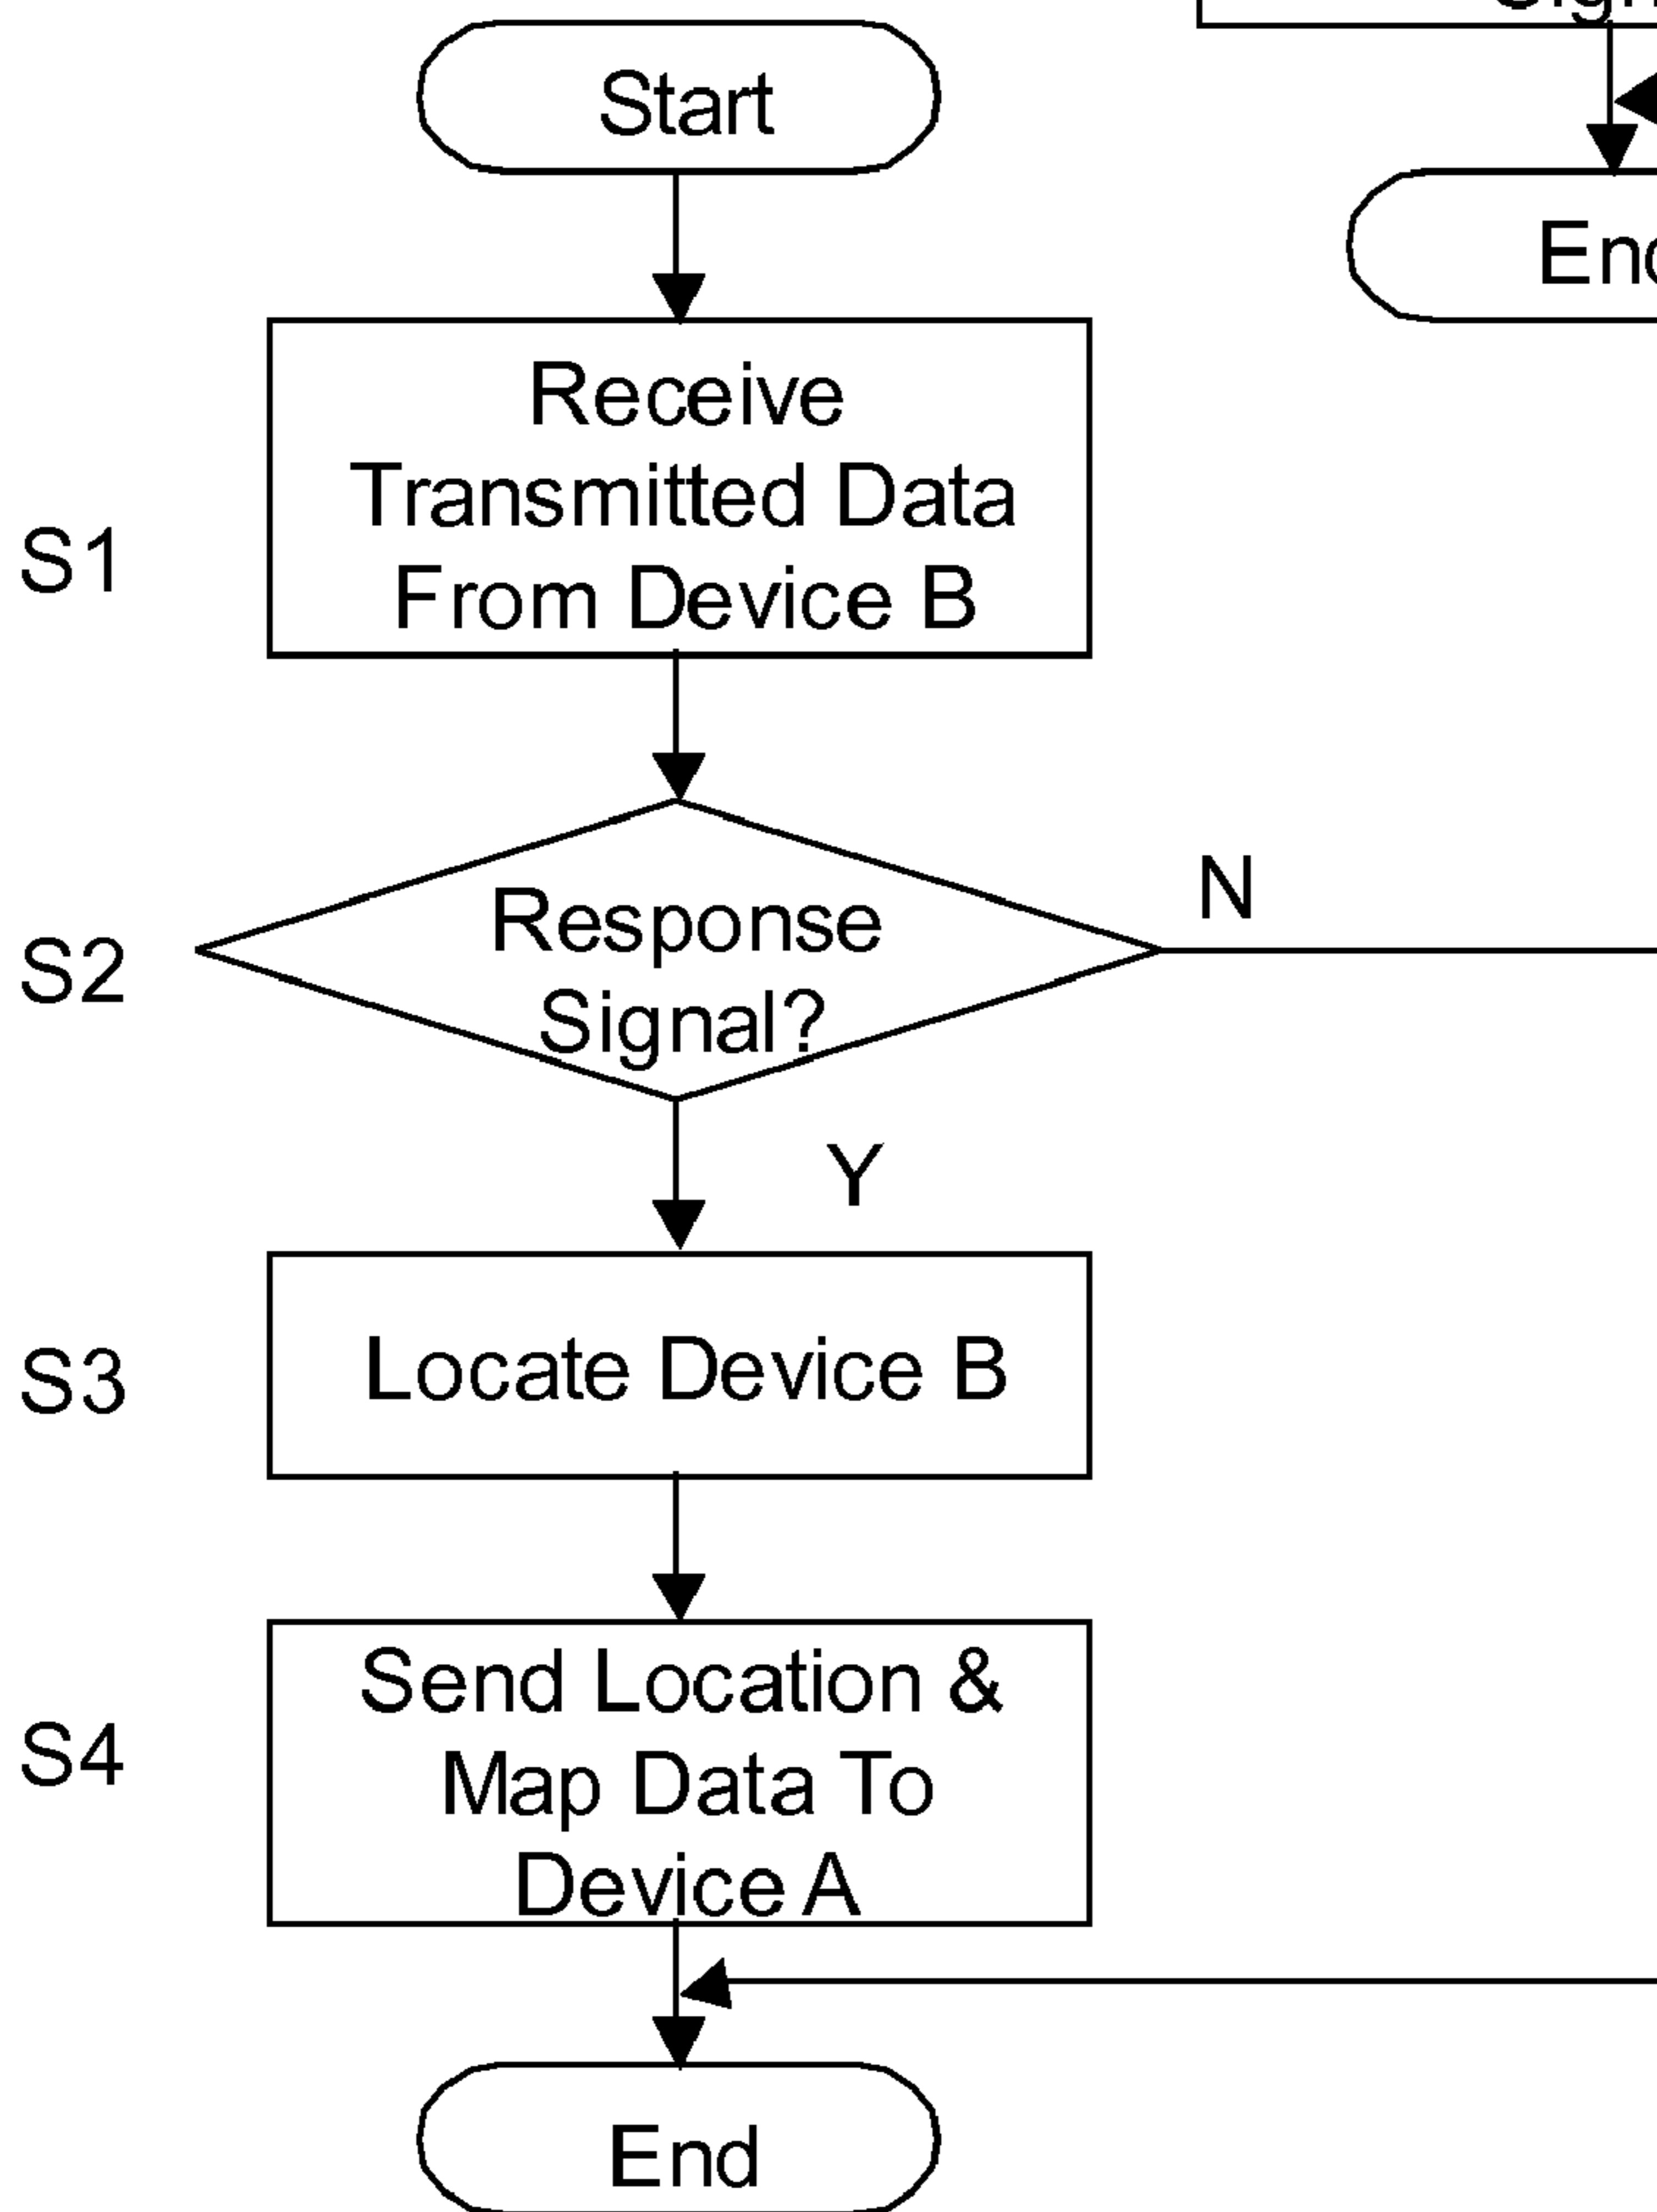 Start
Receive
Transmitted Data
From Device B
S1
Response
Signal?
S2
N
Y
Locate Device B
S3
Send Location &
Map Data To
Device A
S4
End